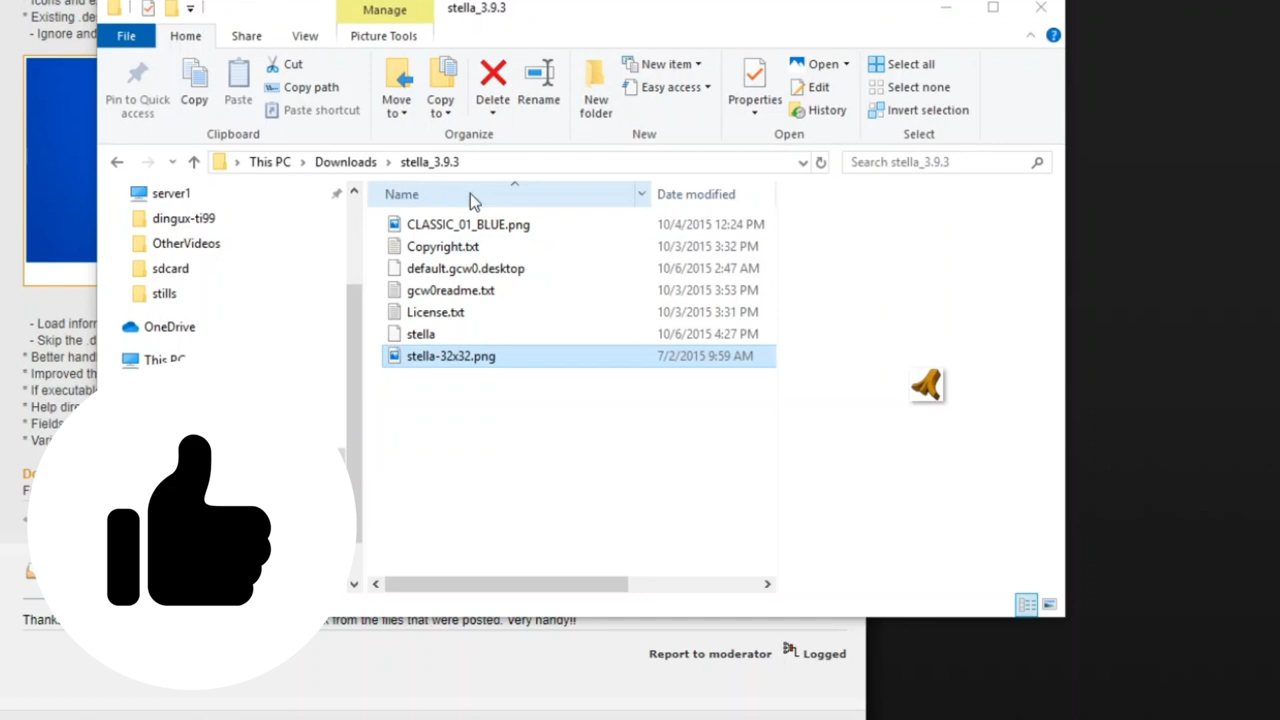 Manage
stella_3.9.3
File
Home
Share
View
Picture Tools
Pin to Quick
access
Copy
Paste
Cut
Copy path
Paste shortcut
Clipboard
Move
to
Copy
to
Delete
Rename
Organize
New
folder
New item
Easy access
New
Properties
Open
Edit
History
Open
Select all
Select none
Invert selection
Select
This PC
Downloads
stella_3.9.3
Search stella_3.9.3
server1
dingux-ti99
OtherVideos
sdcard
stills
OneDrive
This PC
Name
Date modified
CLASSIC_01_BLUE.png 10/4/2015 12:24 PM
Copyright.txt 10/3/2015 3:32 PM
default.gcw0.desktop 10/6/2015 2:47 AM
gcw0readme.txt 10/3/2015 3:53 PM
License.txt 10/3/2015 3:31 PM
stella 10/6/2015 4:27 PM
stella-32x32.png 7/2/2015 9:59 AM
* Existing .de
- Ignore and
- Load inform
- Skip the .d
* Better hand
* Improved th
* If executab
* Help dire
* Fields
from the files that were posted. Very handy!!
Report to moderator
Logged